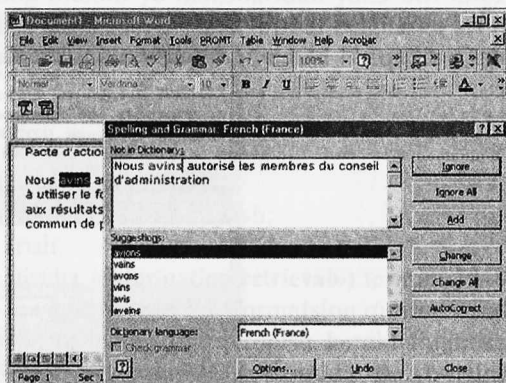 Document1 - Microsoft Word
File Edit View Insert Format Tools PROMT Table Window Help Acrobat
100%
Normal Verdana 10 B I U A
Spelling and Grammar: French (France)
Pacte d'action
Not in Dictionary:
Nous avins autorisé les membres du conseil
d'administration
Ignore
Ignore All
Add
Nous avins au
à utiliser le fo
aux résultats
commun de p
Suggestions:
avions
vains
avons
vins
avis
aveins
Change
Change All
AutoCorrect
Dictionary language: French (France)
Check grammar
Options... Undo Close
Page 1 Sec 1